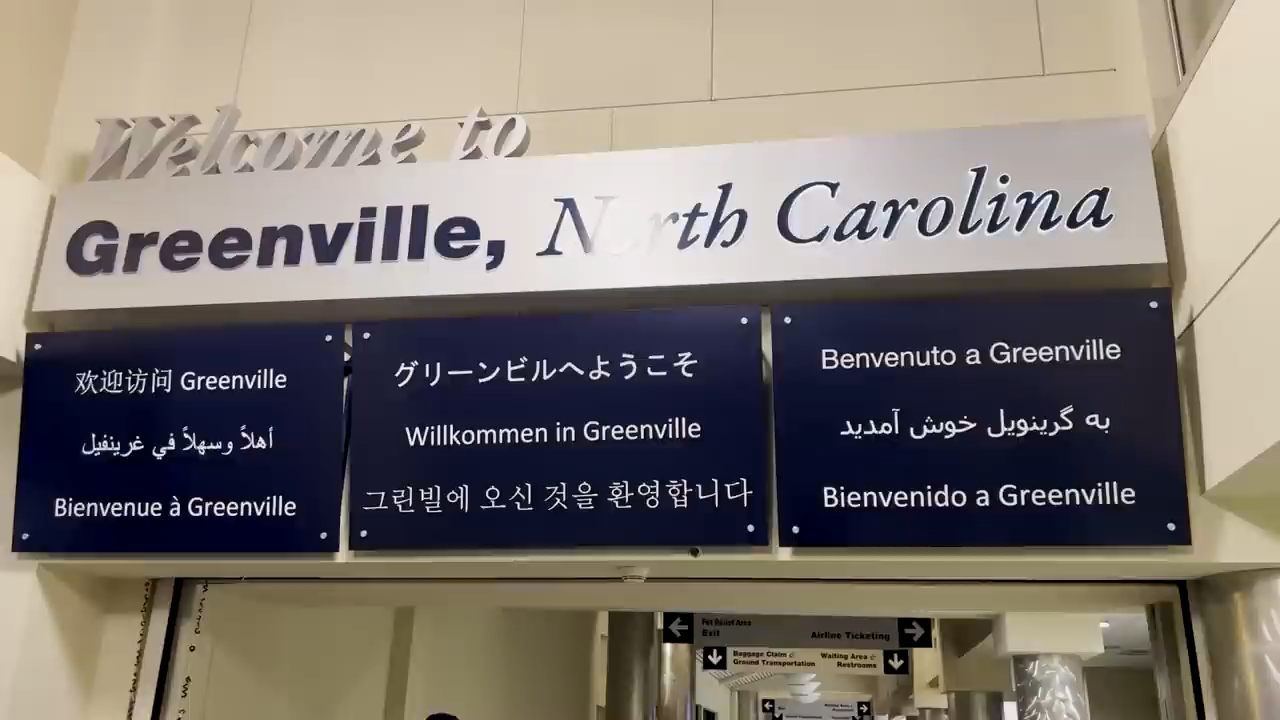 Welcome to
Greenville, North Carolina
欢迎访问 Greenville
أهلاً وسهلاً في غرينفيل
Bienvenue à Greenville
グリーンビルへようこそ
Willkommen in Greenville
그린빌에 오신 것을 환영합니다
Benvenuto a Greenville
به گرینویل خوش آمدید
Bienvenido a Greenville
Pet Relief Area
Exit
Airline Ticketing
Baggage Claim &
Ground Transportation
Waiting Area &
Restrooms